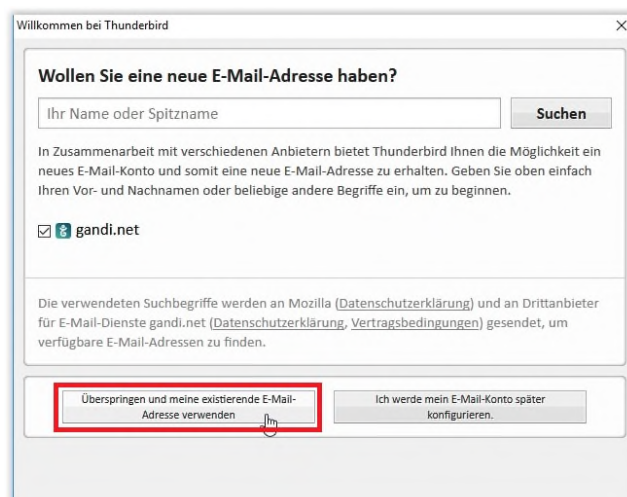 Willkommen bei Thunderbird
Wollen Sie eine neue E-Mail-Adresse haben?
Ihr Name oder Spitzname
Suchen
In Zusammenarbeit mit verschiedenen Anbietern bietet Thunderbird Ihnen die Möglichkeit ein
neues E-Mail-Konto und somit eine neue E-Mail-Adresse zu erhalten. Geben Sie oben einfach
Ihren Vor- und Nachnamen oder beliebige andere Begriffe ein, um zu beginnen.
gandi.net
Die verwendeten Suchbegriffe werden an Mozilla (Datenschutzerklärung) und an Drittanbieter
für E-Mail-Dienste gandi.net (Datenschutzerklärung, Vertragsbedingungen) gesendet, um
verfügbare E-Mail-Adressen zu finden.
Überspringen und meine existierende E-Mail-
Adresse verwenden
Ich werde mein E-Mail-Konto später
konfigurieren.